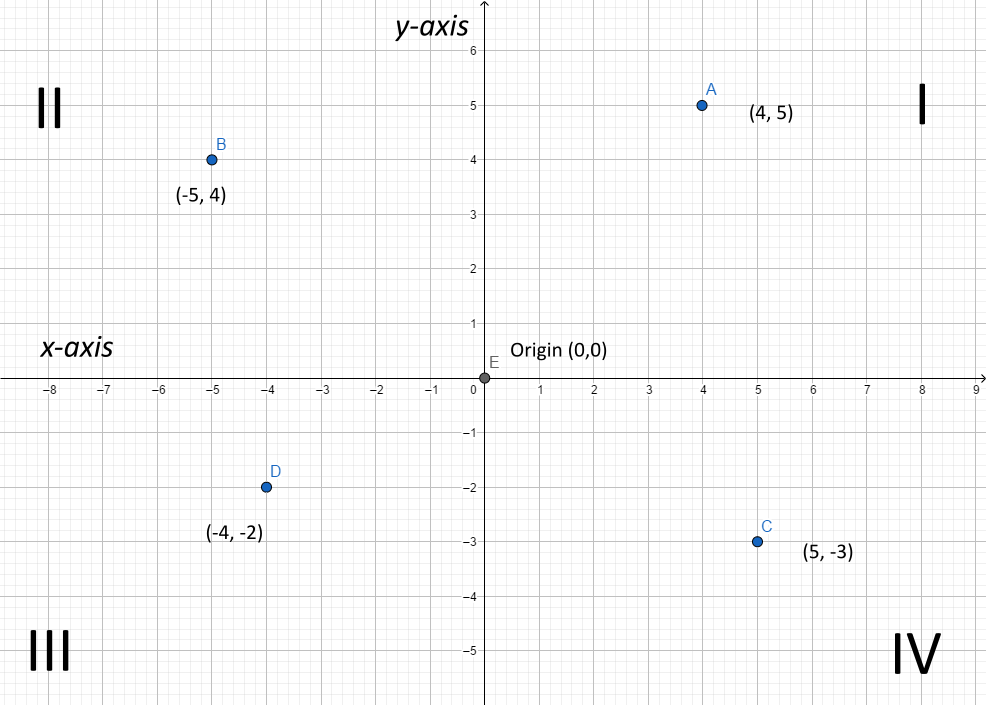 y-axis
6
II
A
I
5
(4, 5)
B
4
(-5, 4)
3
2
1
x-axis
Origin (0,0)
E
–8 –7 –6 –5 –4 –3 –2 –1 0 1 2 3 4 5 6 7 8 9
–1
D
–2
(-4, -2)
C
–3
(5, -3)
–4
III
IV
–5